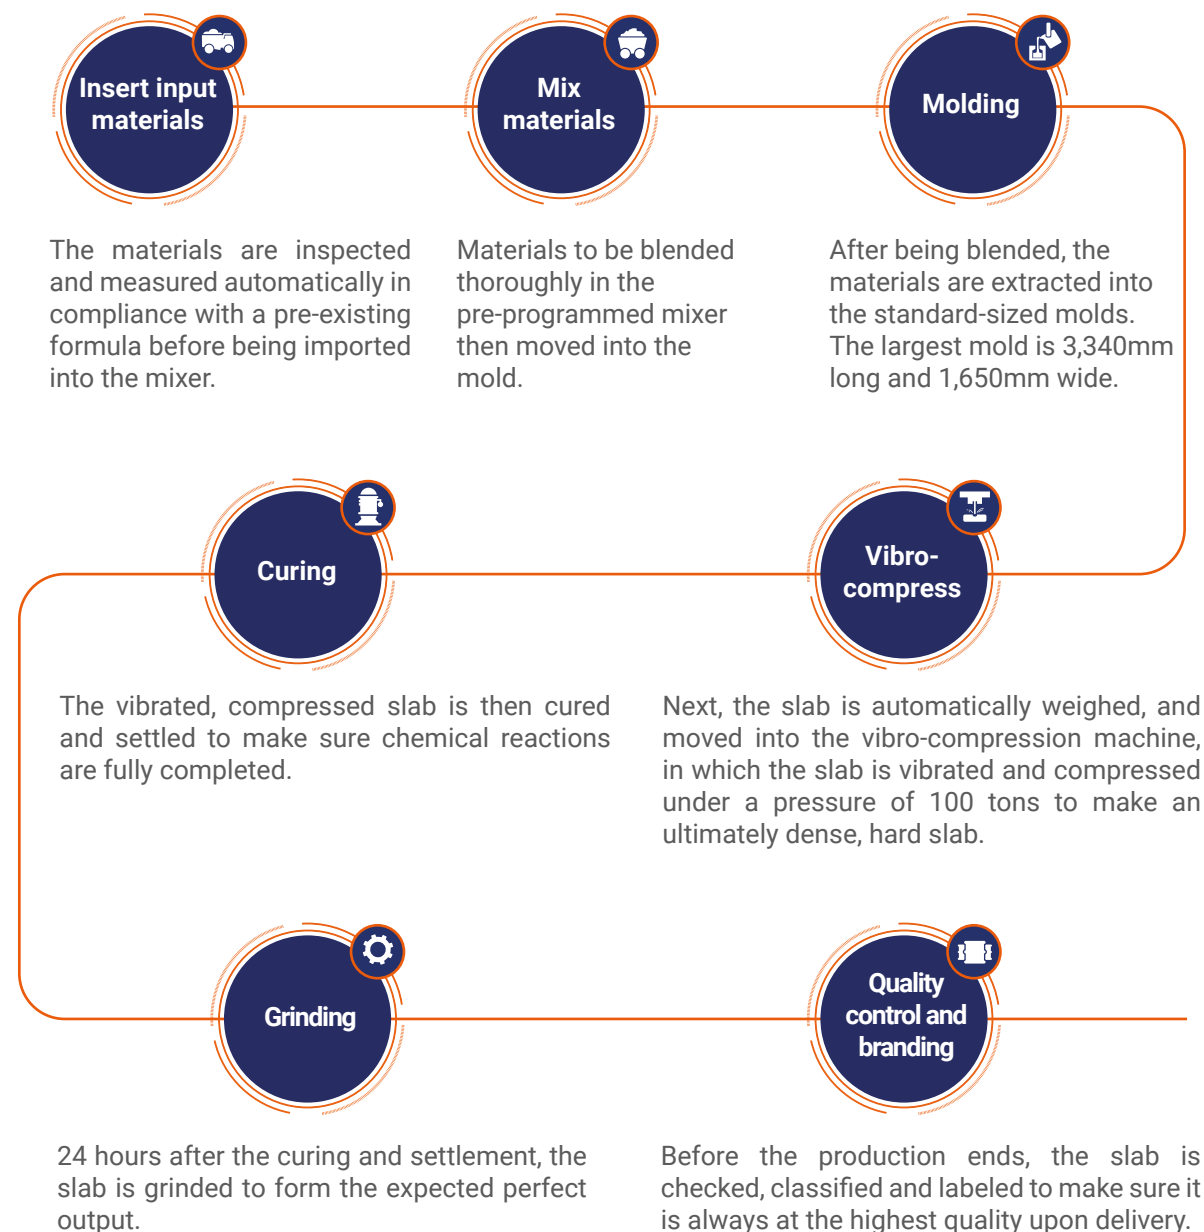 Insert input
materials
Mix
materials
Molding
The materials are inspected
and measured automatically in
compliance with a pre-existing
formula before being imported
into the mixer.
Materials to be blended
thoroughly in the
pre-programmed mixer
then moved into the
mold.
After being blended, the
materials are extracted into
the standard-sized molds.
The largest mold is 3,340mm
long and 1,650mm wide.
Vibro-
compress
Next, the slab is automatically weighed, and
moved into the vibro-compression machine,
in which the slab is vibrated and compressed
under a pressure of 100 tons to make an
ultimately dense, hard slab.
Curing
The vibrated, compressed slab is then cured
and settled to make sure chemical reactions
are fully completed.
Grinding
24 hours after the curing and settlement, the
slab is grinded to form the expected perfect
output.
Quality
control and
branding
Before the production ends, the slab is
checked, classified and labeled to make sure it
is always at the highest quality upon delivery.